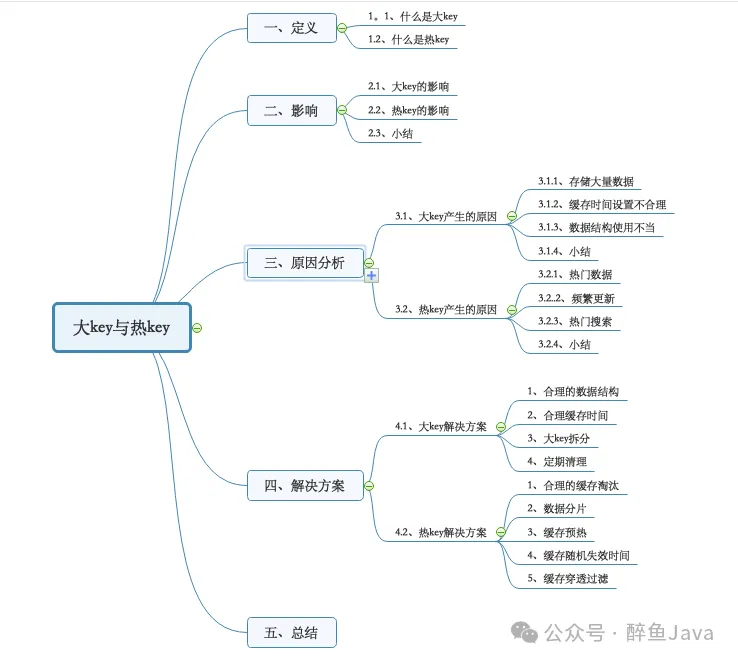 大key与热key
一、定义
1。1、什么是大key
1.2、什么是热key
二、影响
2.1、大key的影响
2.2、热key的影响
2.3、小结
三、原因分析
3.1、大key产生的原因
3.1.1、存储大量数据
3.1.2、缓存时间设置不合理
3.1.3、数据结构使用不当
3.1.4、小结
3.2、热key产生的原因
3.2.1、热门数据
3.2..2、频繁更新
3.2.3、热门搜索
3.2.4、小结
四、解决方案
4.1、大key解决方案
1、合理的数据结构
2、合理缓存时间
3、大key拆分
4、定期清理
4.2、热key解决方案
1、合理的缓存淘汰
2、数据分片
3、缓存预热
4、缓存随机失效时间
5、缓存穿透过滤
五、总结
公众号 · 醉鱼Java